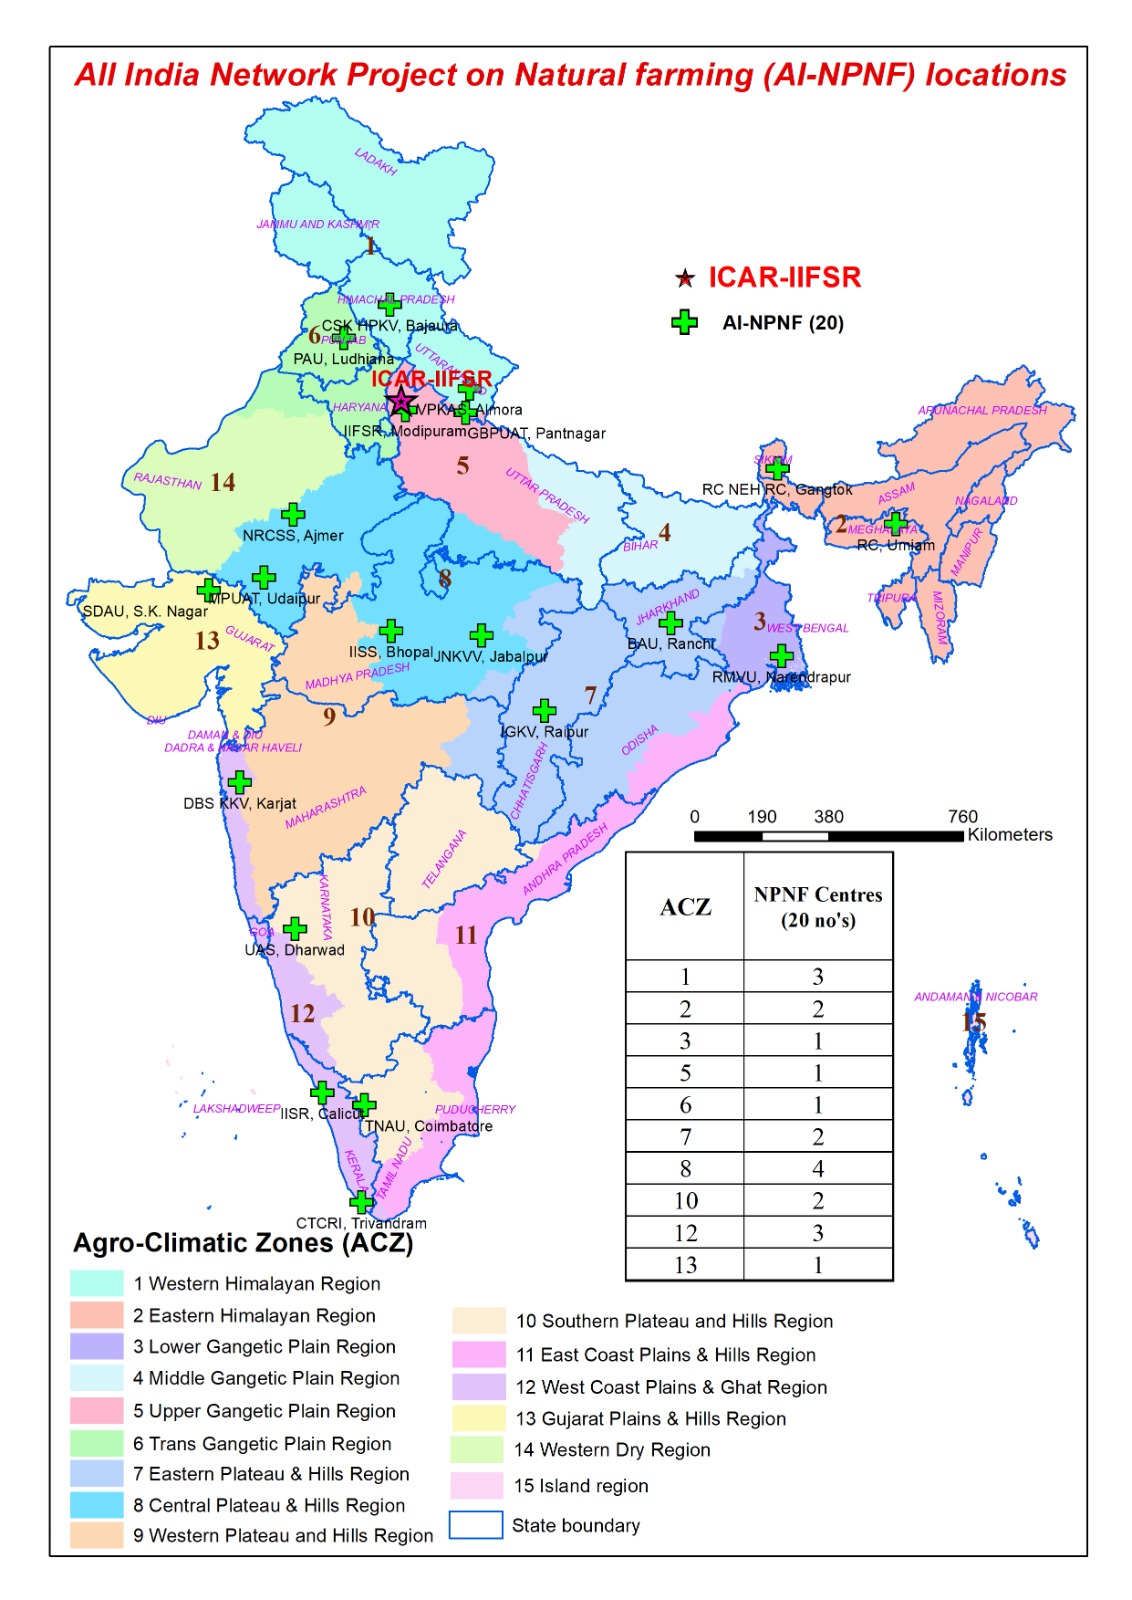 All India Network Project on Natural farming (AI-NPNF) locations
LADAKH
JAMMU AND KASHMIR
1
ICAR-IIFSR
AI-NPNF (20)
HIMACHAL PRADESH
CSK HPKV, Bajaura
6
PUNJAB
PAU, Ludhiana
ICAR-IIFSR
HARYANA
VPKAS, Almora
IIFSR, Modipuram
GBPUAT, Pantnagar
ARUNACHAL PRADESH
5
14
RAJASTHAN
UTTAR PRADESH
SIKKIM
RC NEH RC, Gangtok
ASSAM
NAGALAND
NRCSS, Ajmer
4
BIHAR
2
MEGHALAYA
RC, Umiam
MANIPUR
8
MPUAT, Udaipur
SDAU, S.K. Nagar
JHARKHAND
TRIPURA
MIZORAM
13
GUJARAT
IISS, Bhopal
JNKVV, Jabalpur
BAU, Ranchi
3
WEST BENGAL
MADHYA PRADESH
RMVU, Narendrapur
9
7
DIU
DAMAN & DIU
DADRA & NAGAR HAVELI
IGKV, Raipur
ODISHA
CHHATISGARH
DBS KKV, Karjat
MAHARASHTRA
0 190 380 760
Kilometers
TELANGANA
ANDHRA PRADESH
KARNATAKA
10
GOA
UAS, Dharwad
11
12
ACZ NPNF Centres
(20 no's)
1 3
2 2
3 1
5 1
6 1
7 2
8 4
10 2
12 3
13 1
ANDAMAN & NICOBAR
15
LAKSHADWEEP
IISR, Calicut
PUDUCHERRY
TNAU, Coimbatore
KERALA
TAMIL NADU
CTCRI, Trivandram
Agro-Climatic Zones (ACZ)
1 Western Himalayan Region
2 Eastern Himalayan Region
3 Lower Gangetic Plain Region
4 Middle Gangetic Plain Region
5 Upper Gangetic Plain Region
6 Trans Gangetic Plain Region
7 Eastern Plateau & Hills Region
8 Central Plateau & Hills Region
9 Western Plateau and Hills Region
10 Southern Plateau and Hills Region
11 East Coast Plains & Hills Region
12 West Coast Plains & Ghat Region
13 Gujarat Plains & Hills Region
14 Western Dry Region
15 Island region
State boundary